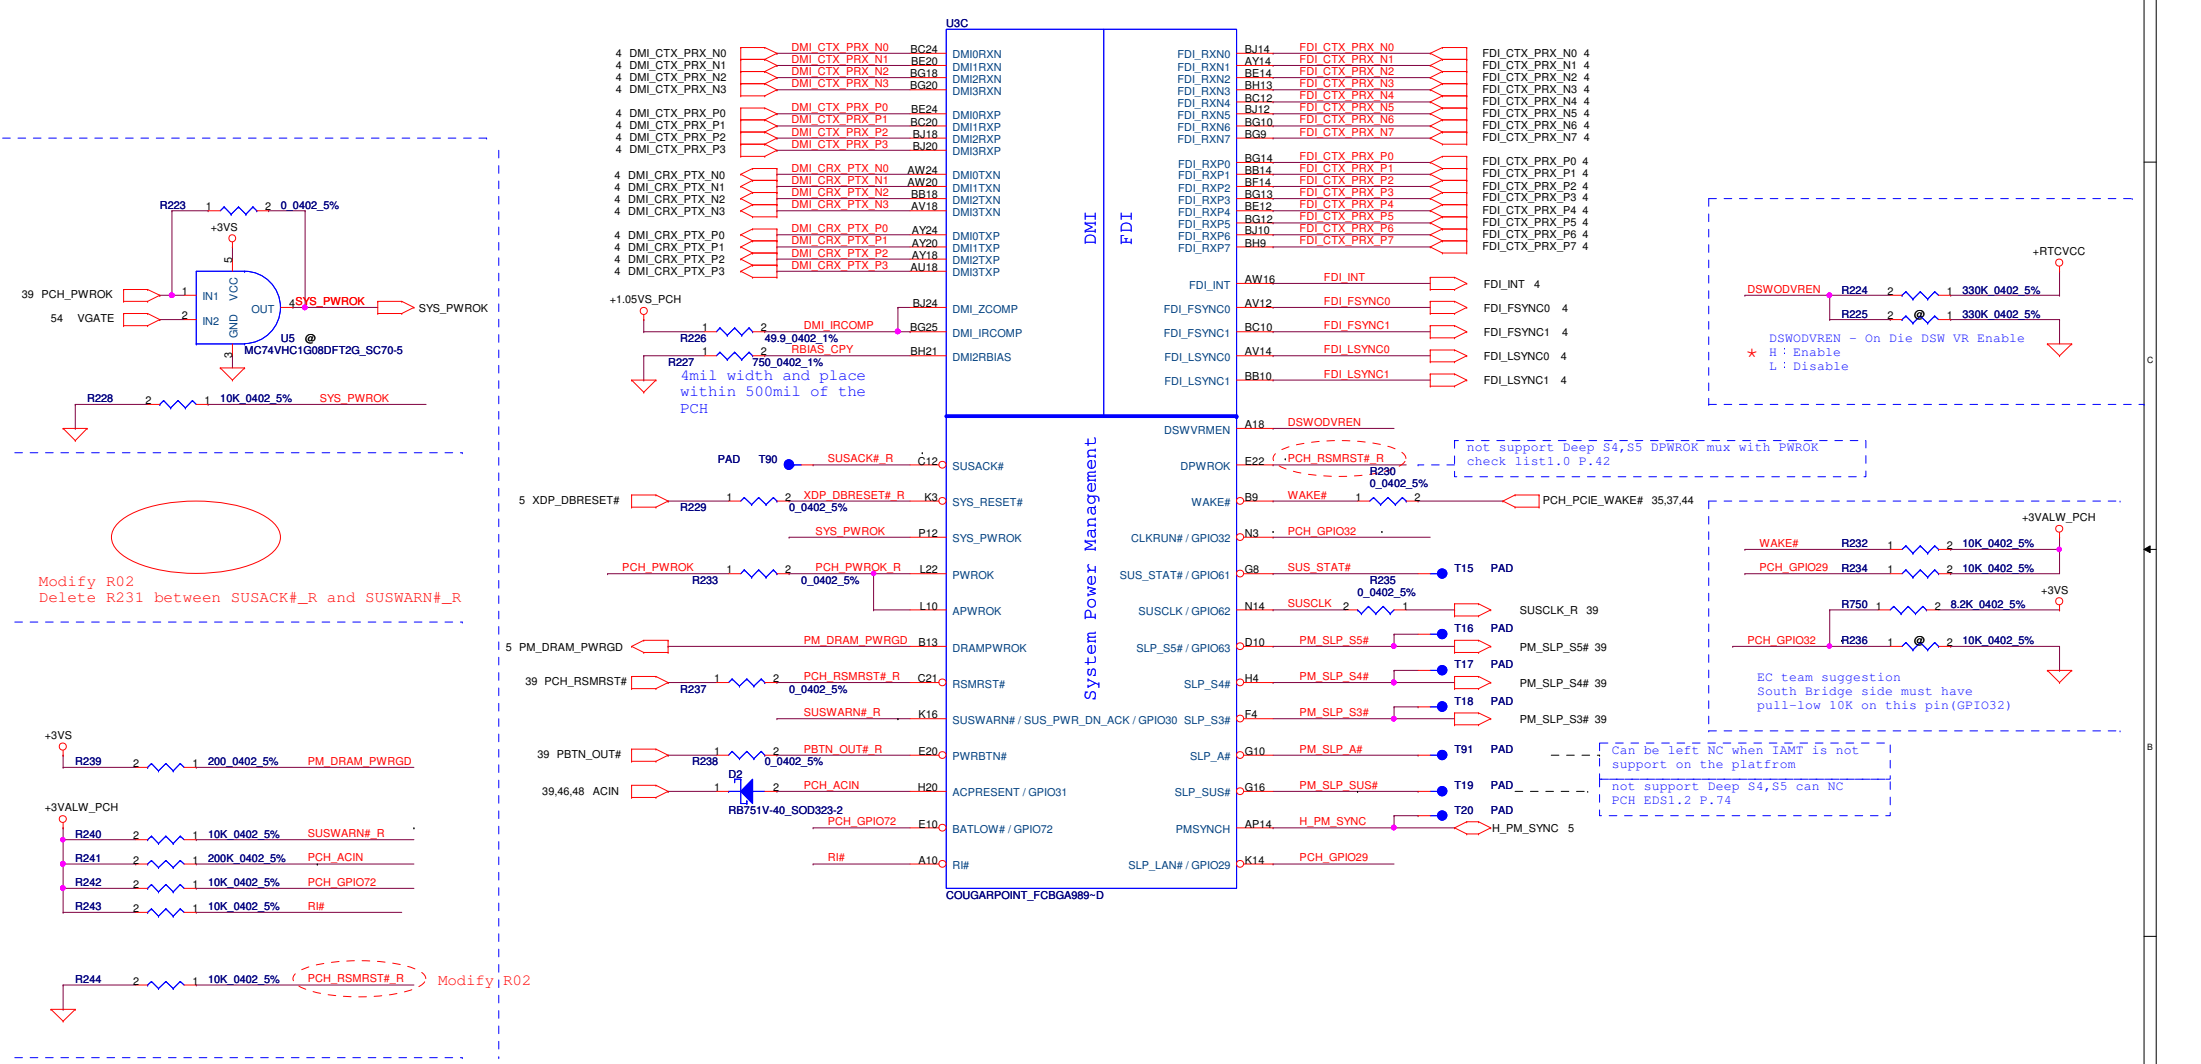 U3C
4 DMI_CTX_PRX_N0 DMI_CTX_PRX_N0 BC24 DMI0RXN
4 DMI_CTX_PRX_N1 DMI_CTX_PRX_N1 BE20 DMI1RXN
4 DMI_CTX_PRX_N2 DMI_CTX_PRX_N2 BG18 DMI2RXN
4 DMI_CTX_PRX_N3 DMI_CTX_PRX_N3 BG20 DMI3RXN
4 DMI_CTX_PRX_P0 DMI_CTX_PRX_P0 BE24 DMI0RXP
4 DMI_CTX_PRX_P1 DMI_CTX_PRX_P1 BC20 DMI1RXP
4 DMI_CTX_PRX_P2 DMI_CTX_PRX_P2 BJ18 DMI2RXP
4 DMI_CTX_PRX_P3 DMI_CTX_PRX_P3 BJ20 DMI3RXP
4 DMI_CRX_PTX_N0 DMI_CRX_PTX_N0 AW24 DMI0TXN
4 DMI_CRX_PTX_N1 DMI_CRX_PTX_N1 AW20 DMI1TXN
4 DMI_CRX_PTX_N2 DMI_CRX_PTX_N2 BB18 DMI2TXN
4 DMI_CRX_PTX_N3 DMI_CRX_PTX_N3 AV18 DMI3TXN
4 DMI_CRX_PTX_P0 DMI_CRX_PTX_P0 AY24 DMI0TXP
4 DMI_CRX_PTX_P1 DMI_CRX_PTX_P1 AY20 DMI1TXP
4 DMI_CRX_PTX_P2 DMI_CRX_PTX_P2 AY18 DMI2TXP
4 DMI_CRX_PTX_P3 DMI_CRX_PTX_P3 AU18 DMI3TXP
+1.05VS_PCH
BJ24 DMI_ZCOMP
R226 1 2 49.9_0402_1% DMI_IRCOMP BG25 DMI_IRCOMP
R227 1 2 750_0402_1% RBIAS_CPY BH21 DMI2RBIAS
4mil width and place
within 500mil of the
PCH
DMI
FDI
FDI_RXN0 BJ14 FDI_CTX_PRX_N0 FDI_CTX_PRX_N0 4
FDI_RXN1 AY14 FDI_CTX_PRX_N1 FDI_CTX_PRX_N1 4
FDI_RXN2 BE14 FDI_CTX_PRX_N2 FDI_CTX_PRX_N2 4
FDI_RXN3 BH13 FDI_CTX_PRX_N3 FDI_CTX_PRX_N3 4
FDI_RXN4 BC12 FDI_CTX_PRX_N4 FDI_CTX_PRX_N4 4
FDI_RXN5 BJ12 FDI_CTX_PRX_N5 FDI_CTX_PRX_N5 4
FDI_RXN6 BG10 FDI_CTX_PRX_N6 FDI_CTX_PRX_N6 4
FDI_RXN7 BG9 FDI_CTX_PRX_N7 FDI_CTX_PRX_N7 4
FDI_RXP0 BG14 FDI_CTX_PRX_P0 FDI_CTX_PRX_P0 4
FDI_RXP1 BB14 FDI_CTX_PRX_P1 FDI_CTX_PRX_P1 4
FDI_RXP2 BF14 FDI_CTX_PRX_P2 FDI_CTX_PRX_P2 4
FDI_RXP3 BG13 FDI_CTX_PRX_P3 FDI_CTX_PRX_P3 4
FDI_RXP4 BE12 FDI_CTX_PRX_P4 FDI_CTX_PRX_P4 4
FDI_RXP5 BG12 FDI_CTX_PRX_P5 FDI_CTX_PRX_P5 4
FDI_RXP6 BJ10 FDI_CTX_PRX_P6 FDI_CTX_PRX_P6 4
FDI_RXP7 BH9 FDI_CTX_PRX_P7 FDI_CTX_PRX_P7 4
FDI_INT AW16 FDI_INT FDI_INT 4
FDI_FSYNC0 AV12 FDI_FSYNC0 FDI_FSYNC0 4
FDI_FSYNC1 BC10 FDI_FSYNC1 FDI_FSYNC1 4
FDI_LSYNC0 AV14 FDI_LSYNC0 FDI_LSYNC0 4
FDI_LSYNC1 BB10 FDI_LSYNC1 FDI_LSYNC1 4
R223 1 2 0_0402_5%
+3VS
5
39 PCH_PWROK 1 IN1 VCC
OUT 4 SYS_PWROK SYS_PWROK
54 VGATE 2 IN2 GND
3
U5 @
MC74VHC1G08DFT2G_SC70-5
R228 2 1 10K_0402_5% SYS_PWROK
Modify R02
Delete R231 between SUSACK#_R and SUSWARN#_R
+3VS
R239 2 1 200_0402_5% PM_DRAM_PWRGD
+3VALW_PCH
R240 2 1 10K_0402_5% SUSWARN#_R
R241 2 1 200K_0402_5% PCH_ACIN
R242 2 1 10K_0402_5% PCH_GPIO72
R243 2 1 10K_0402_5% RI#
R244 2 1 10K_0402_5% PCH_RSMRST#_R Modify R02
System Power Management
PAD T90 SUSACK#_R C12 SUSACK#
5 XDP_DBRESET# R229 1 2 0_0402_5% XDP_DBRESET#_R K3 SYS_RESET#
SYS_PWROK P12 SYS_PWROK
PCH_PWROK R233 1 2 0_0402_5% PCH_PWROK_R L22 PWROK
L10 APWROK
5 PM_DRAM_PWRGD PM_DRAM_PWRGD B13 DRAMPWROK
39 PCH_RSMRST# R237 1 2 0_0402_5% PCH_RSMRST#_R C21 RSMRST#
SUSWARN#_R K16 SUSWARN# / SUS_PWR_DN_ACK / GPIO30
39 PBTN_OUT# R238 1 2 0_0402_5% PBTN_OUT#_R E20 PWRBTN#
39,46,48 ACIN 1 D2 2 RB751V-40_SOD323-2 PCH_ACIN H20 ACPRESENT / GPIO31
PCH_GPIO72 E10 BATLOW# / GPIO72
RI# A10 RI#
COUGARPOINT_FCBGA989~D
DSWVRMEN A18 DSWODVREN
DPWROK E22 PCH_RSMRST#_R
not support Deep S4,S5 DPWROK mux with PWROK
check list1.0 P.42
WAKE# B9 WAKE# R230 0_0402_5% 1 2 PCH_PCIE_WAKE# 35,37,44
CLKRUN# / GPIO32 N3 PCH_GPIO32
SUS_STAT# / GPIO61 G8 SUS_STAT# T15 PAD
SUSCLK / GPIO62 N14 SUSCLK R235 0_0402_5% 2 1 SUSCLK_R 39
T16 PAD
SLP_S5# / GPIO63 D10 PM_SLP_S5# PM_SLP_S5# 39
T17 PAD
SLP_S4# H4 PM_SLP_S4# PM_SLP_S4# 39
T18 PAD
SLP_S3# F4 PM_SLP_S3# PM_SLP_S3# 39
SLP_A# G10 PM_SLP_A# T91 PAD
Can be left NC when IAMT is not
support on the platfrom
SLP_SUS# G16 PM_SLP_SUS# T19 PAD
not support Deep S4,S5 can NC
PCH EDS1.2 P.74
T20 PAD
PMSYNCH AP14 H_PM_SYNC H_PM_SYNC 5
SLP_LAN# / GPIO29 K14 PCH_GPIO29
+RTCVCC
DSWODVREN R224 2 1 330K_0402_5%
R225 2 @ 1 330K_0402_5%
DSWODVREN - On Die DSW VR Enable
* H:Enable
L:Disable
+3VALW_PCH
WAKE# R232 1 2 10K_0402_5%
PCH_GPIO29 R234 1 2 10K_0402_5%
+3VS
R750 1 2 8.2K_0402_5%
PCH_GPIO32 R236 1 @ 2 10K_0402_5%
EC team suggestion
South Bridge side must have
pull-low 10K on this pin(GPIO32)
C
B